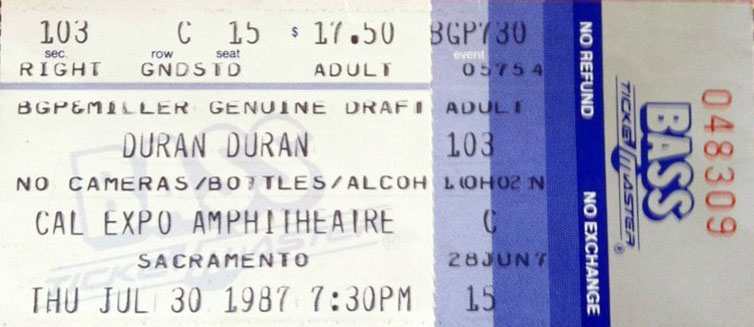 103 C 15 $ 17.50 BGP730
sec. row seat event
RIGHT GNDSTD ADULT 05754
BGP&MILLER GENUINE DRAFT ADULT
DURAN DURAN 103
NO CAMERAS/BOTTLES/ALCOH
CAL EXPO AMPHITHEATRE C
SACRAMENTO 28JUN7
THU JUL 30 1987 7:30PM 15
NO REFUND
NO EXCHANGE
BASS
TICKETMASTER
048309
BASS
TICKETMASTER